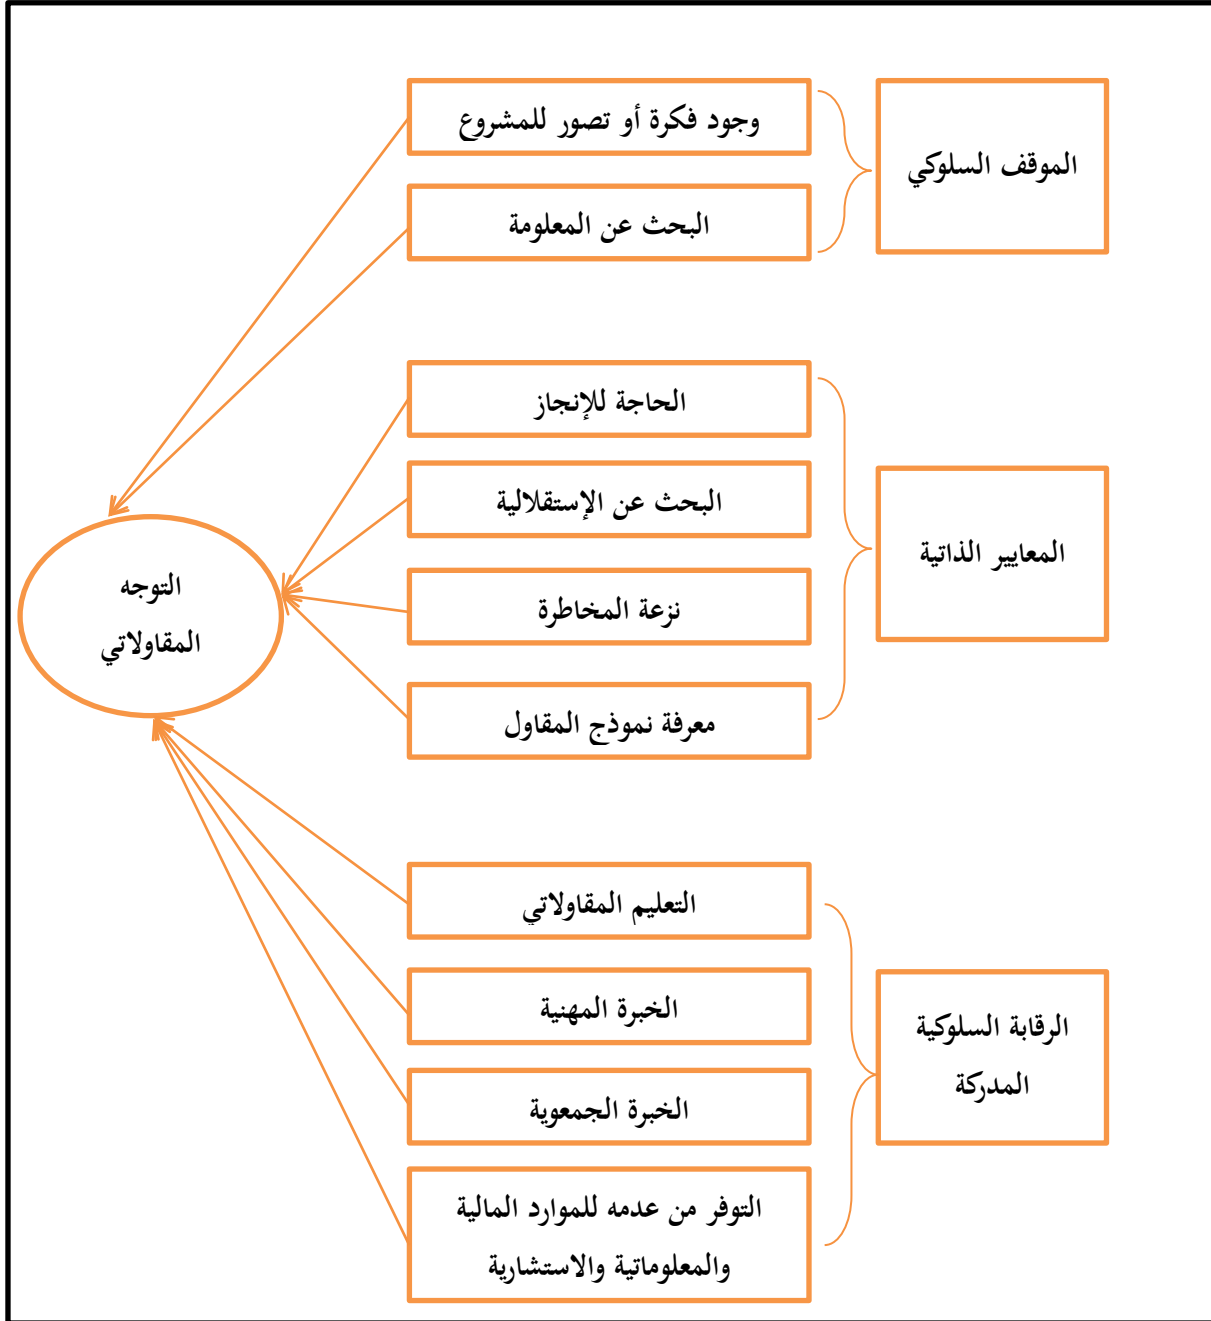 الموقف السلوكي
وجود فكرة أو تصور للمشروع
البحث عن المعلومة
المعايير الذاتية
الحاجة للإنجاز
البحث عن الإستقلالية
نزعة المخاطرة
معرفة نموذج المقاول
الرقابة السلوكية
المدركة
التعليم المقاولاتي
الخبرة المهنية
الخبرة الجمعوية
التوفر من عدمه للموارد المالية
والمعلوماتية والاستشارية
التوجه
المقاولاتي